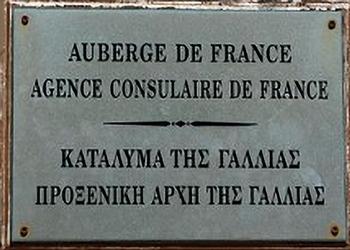 AUBERGE DE FRANCE
AGENCE CONSULAIRE DE FRANCE
ΚΑΤΑΛΥΜΑ ΤΗΣ ΓΑΛΛΙΑΣ
ΠΡΟΞΕΝΙΚΗ ΑΡΧΗ ΤΗΣ ΓΑΛΛΙΑΣ